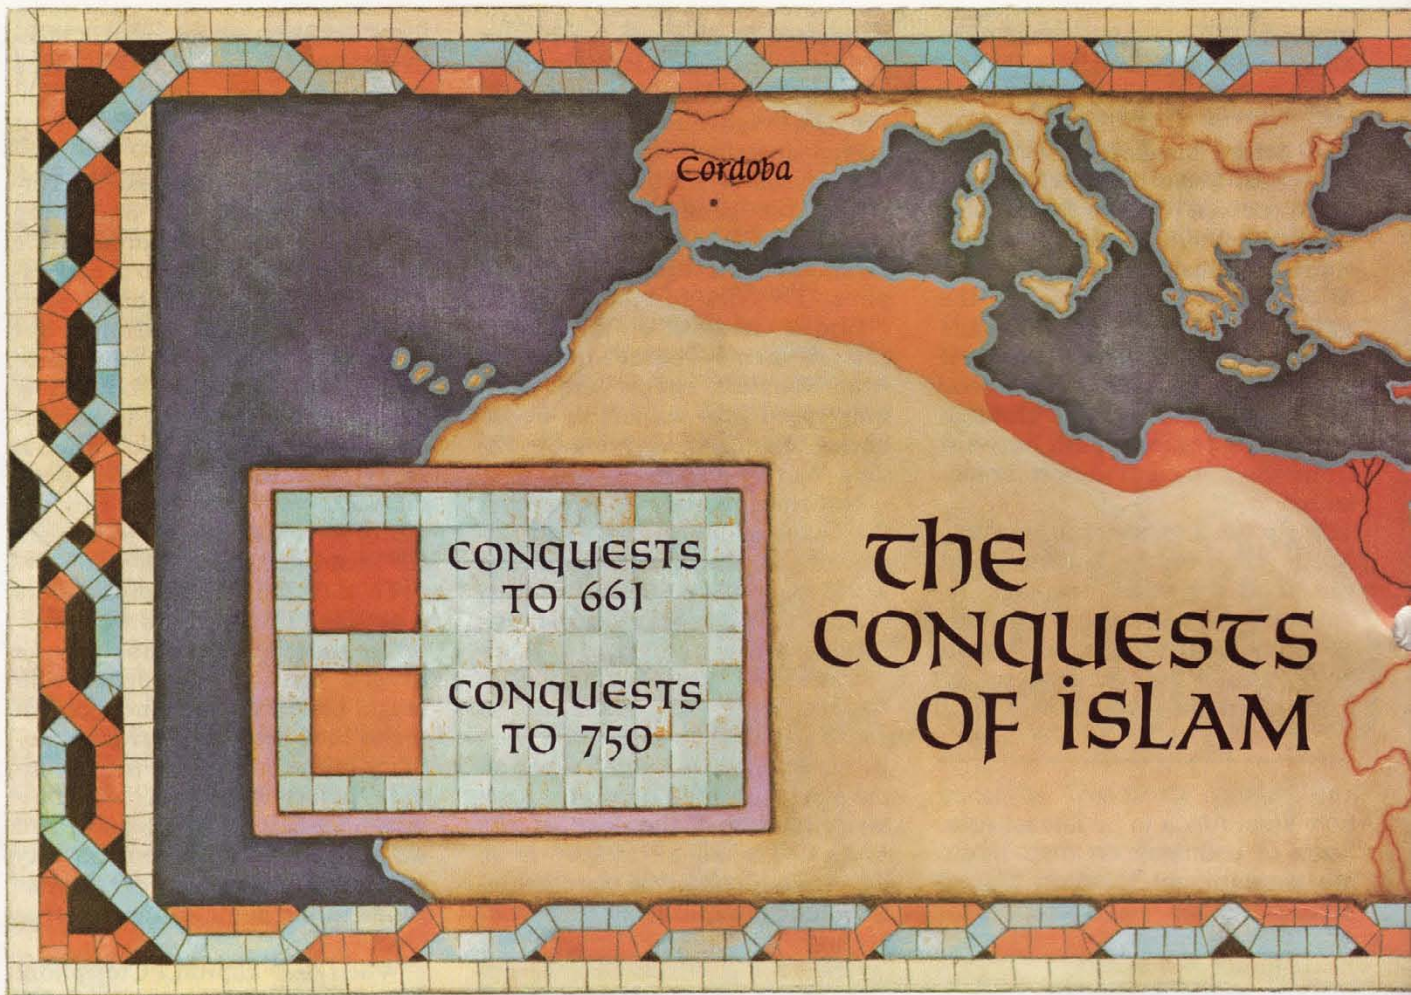 Cordoba
CONQUESTS
TO 661
CONQUESTS
TO 750
the
CONQUESTS
OF iSLAM